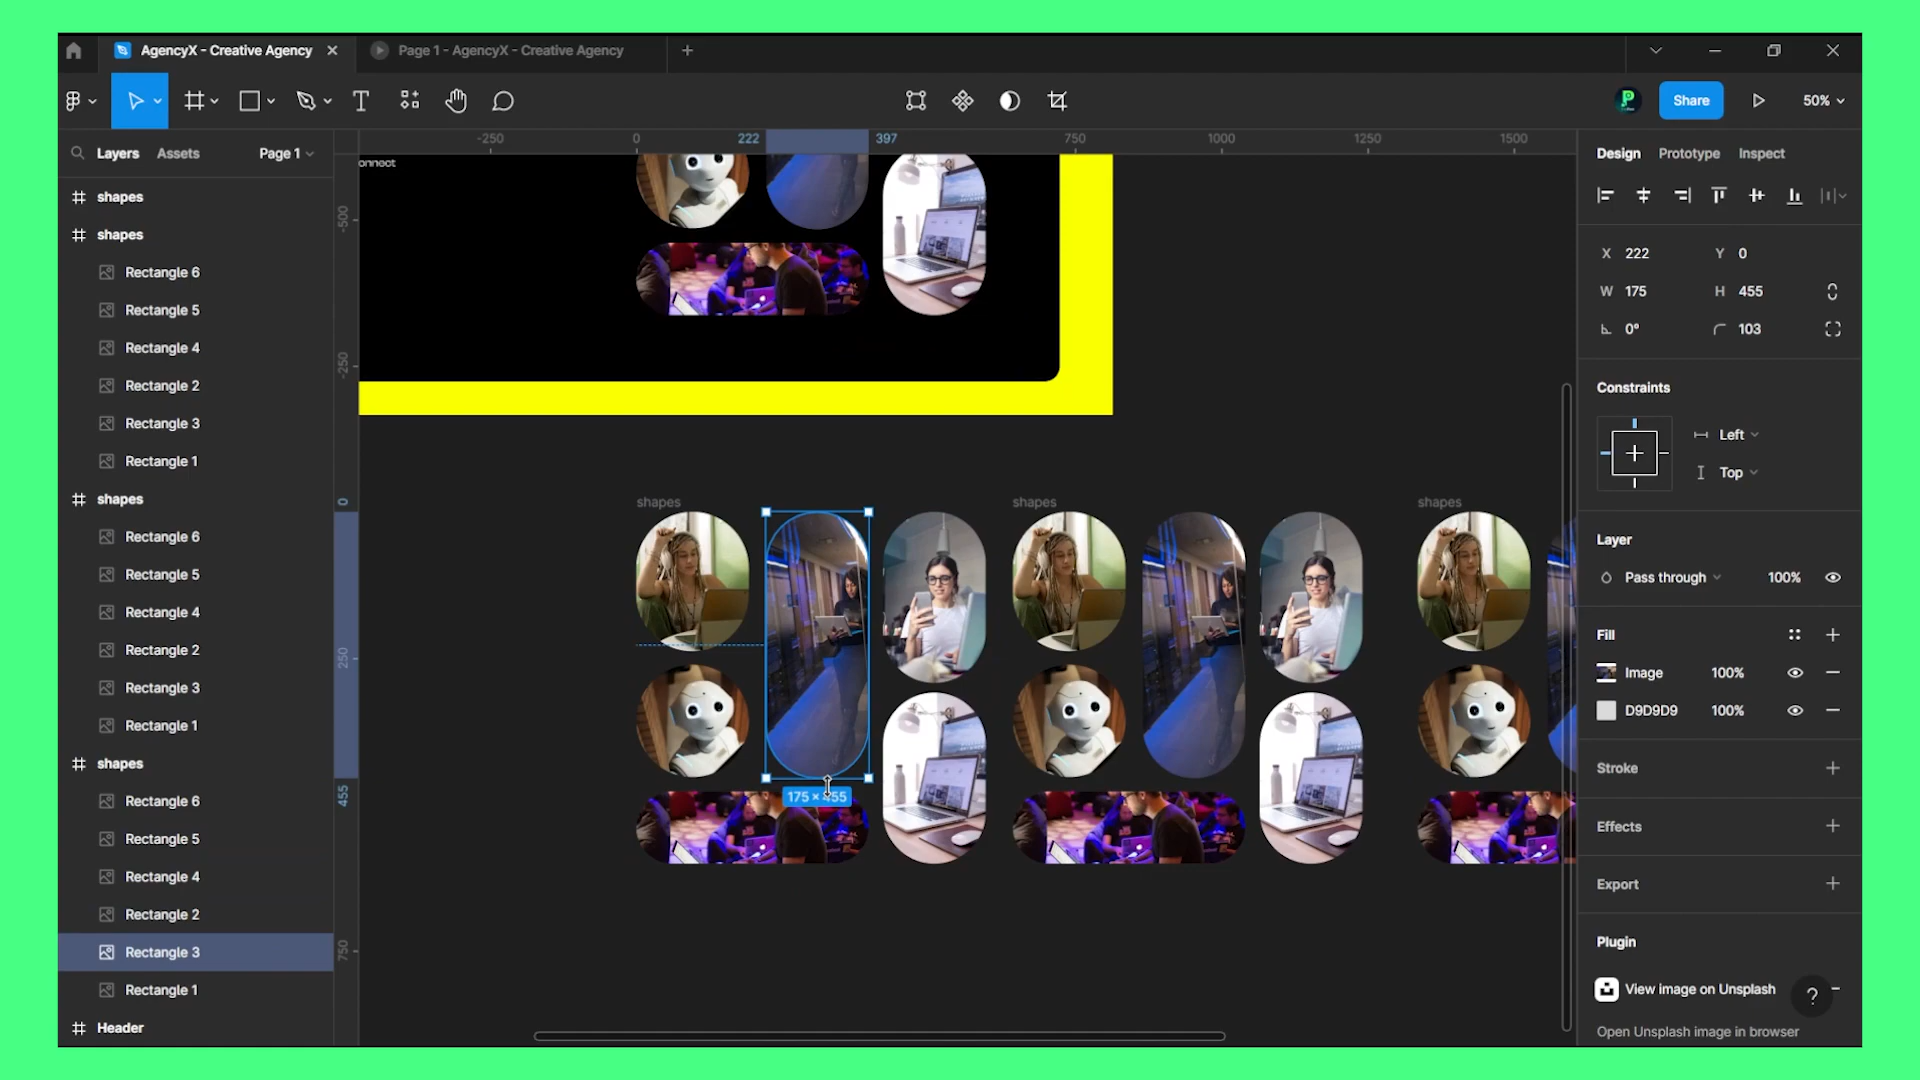 AgencyX - Creative Agency
Page 1 - AgencyX - Creative Agency
Share
50%
Layers
Assets
Page 1
shapes
shapes
Rectangle 6
Rectangle 5
Rectangle 4
Rectangle 2
Rectangle 3
Rectangle 1
shapes
Rectangle 6
Rectangle 5
Rectangle 4
Rectangle 2
Rectangle 3
Rectangle 1
shapes
Rectangle 6
Rectangle 5
Rectangle 4
Rectangle 2
Rectangle 3
Rectangle 1
Header
-250
0
222
397
750
1000
1250
1500
-500
-250
0
250
455
750
onnect
shapes
shapes
shapes
175 × 455
Design
Prototype
Inspect
X 222
Y 0
W 175
H 455
0°
103
Constraints
Left
Top
Layer
Pass through
100%
Fill
Image
100%
D9D9D9
100%
Stroke
Effects
Export
Plugin
View image on Unsplash
?
Open Unsplash image in browser